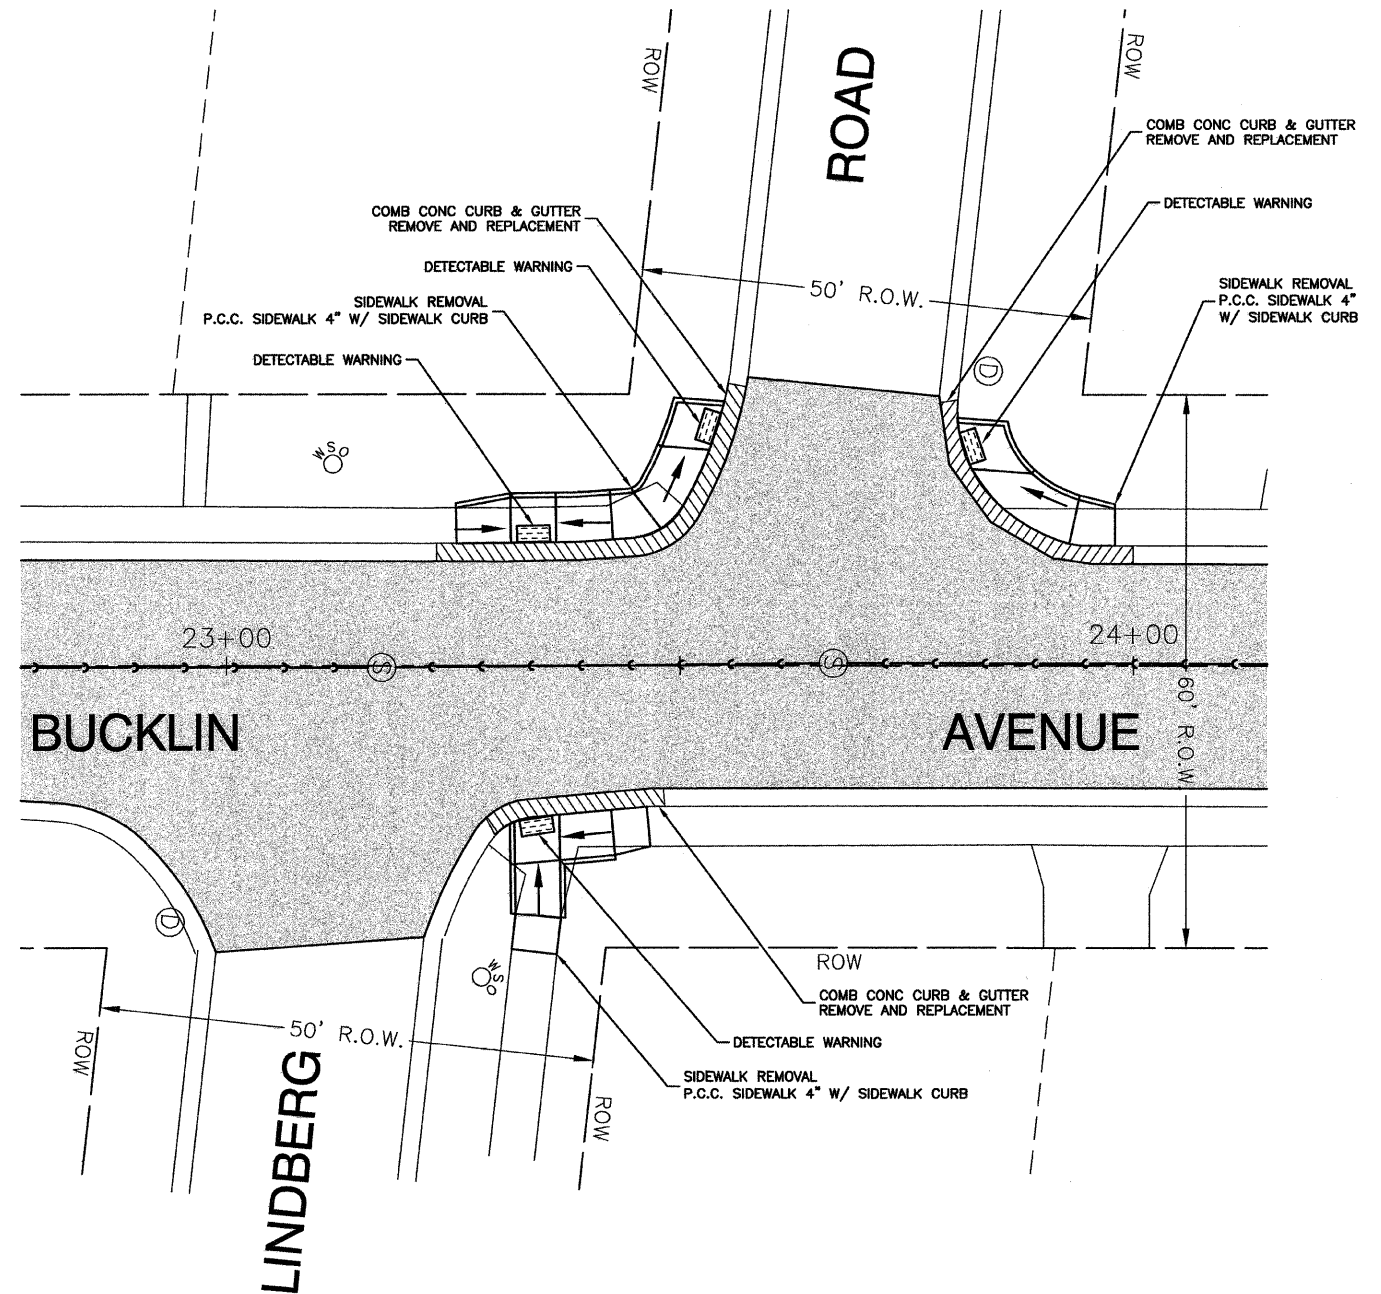 ROW
ROAD
ROW
COMB CONC CURB & GUTTER
REMOVE AND REPLACEMENT
DETECTABLE WARNING
COMB CONC CURB & GUTTER
REMOVE AND REPLACEMENT
DETECTABLE WARNING
SIDEWALK REMOVAL
P.C.C. SIDEWALK 4"
W/ SIDEWALK CURB
50' R.O.W.
SIDEWALK REMOVAL
P.C.C. SIDEWALK 4" W/ SIDEWALK CURB
DETECTABLE WARNING
D
WSO
23+00
24+00
S
S
60' R.O.W.
BUCKLIN
AVENUE
D
WSO
ROW
COMB CONC CURB & GUTTER
REMOVE AND REPLACEMENT
50' R.O.W.
ROW
DETECTABLE WARNING
SIDEWALK REMOVAL
P.C.C. SIDEWALK 4" W/ SIDEWALK CURB
ROW
LINDBERG